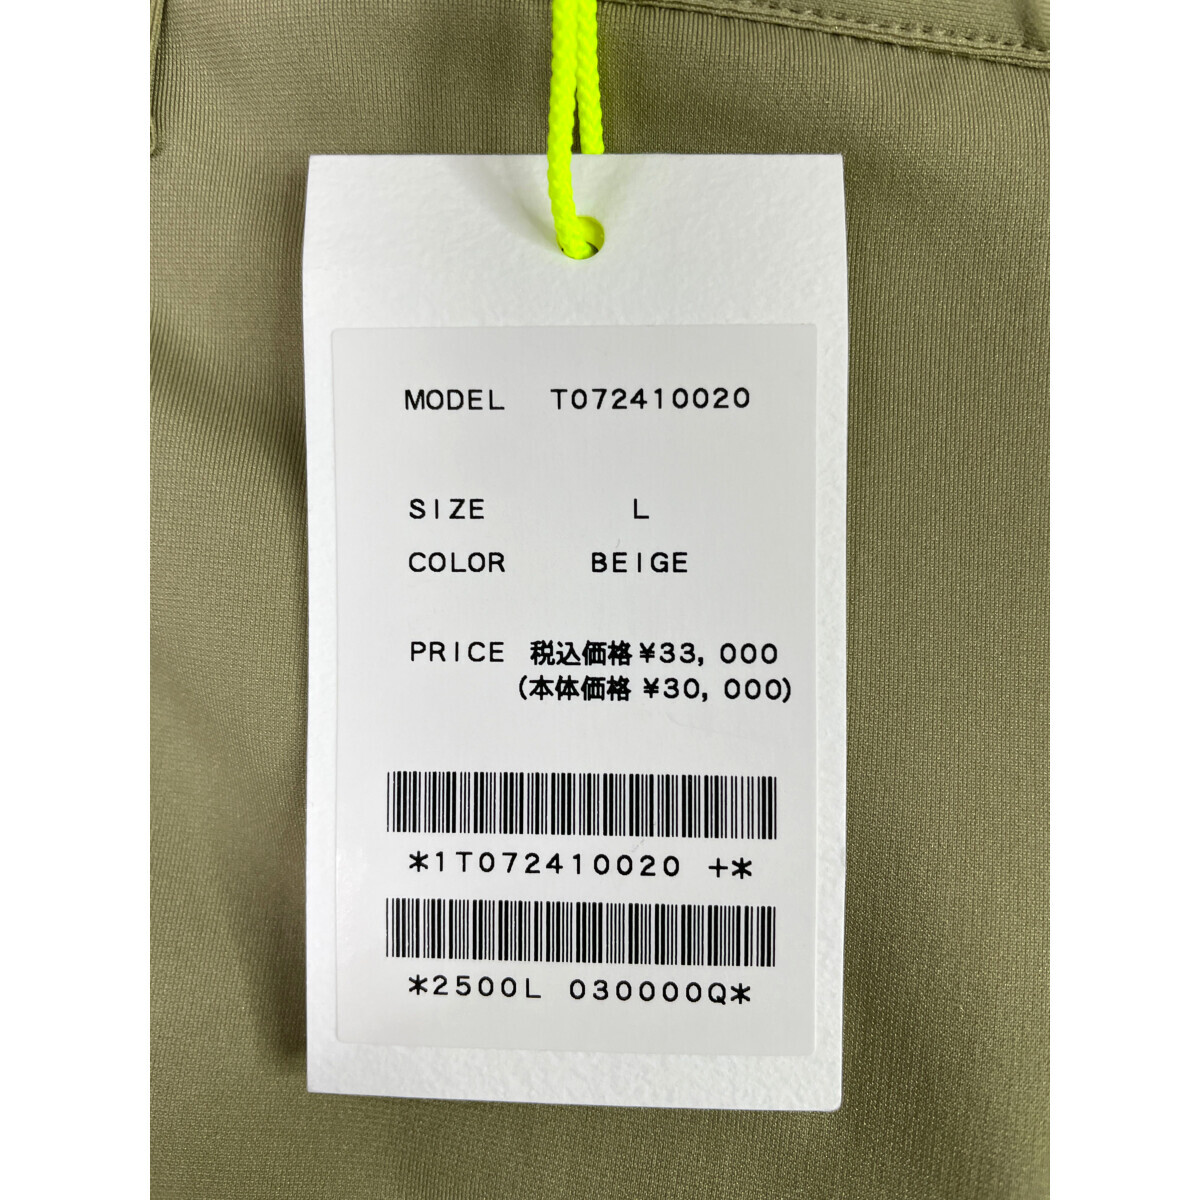 MODEL T072410020
SIZE L
COLOR BEIGE
PRICE 税込価格 ¥33,000
(本体価格 ¥30,000)
*1T072410020 +*
*2500L 030000Q*